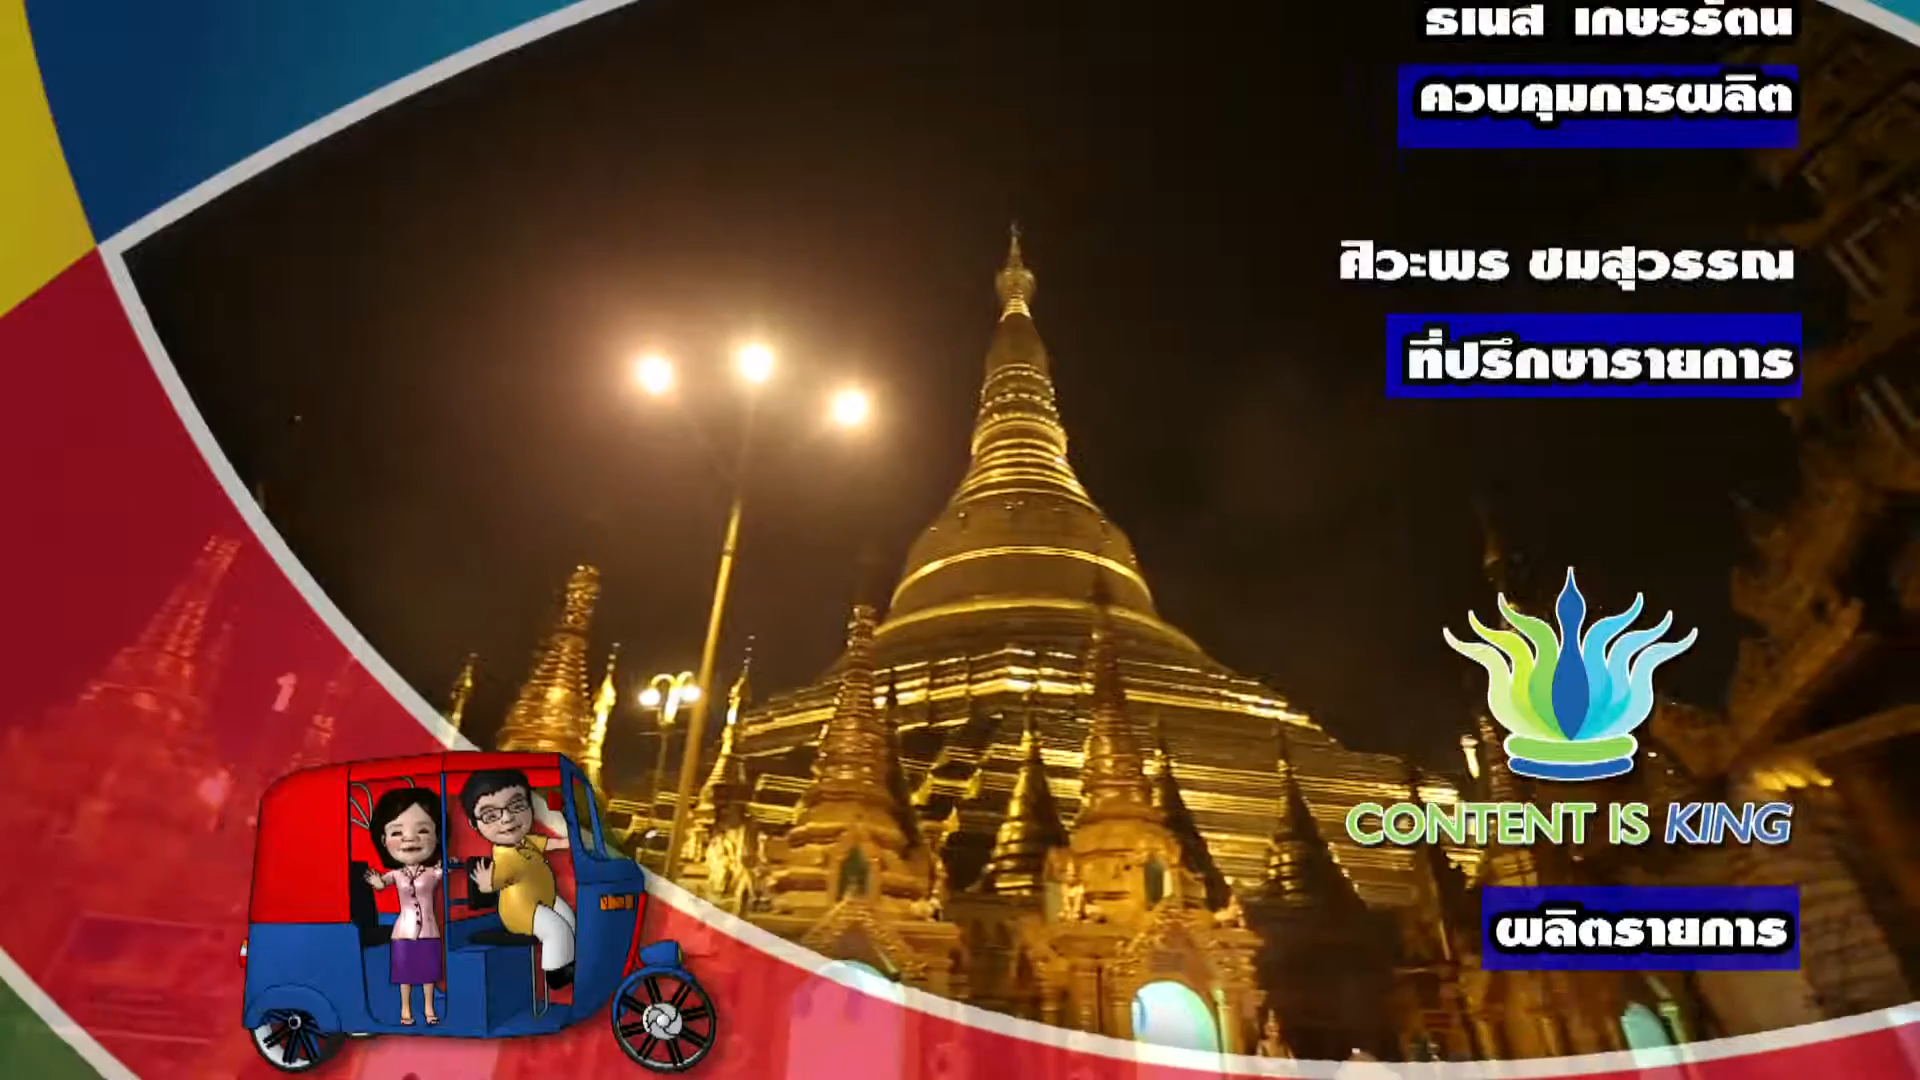 ธเนส เกษรรัตน
ควบคุมการผลิต
ศิวะพร ชมสุวรรณ
ที่ปรึกษารายการ
CONTENT IS KING
ผลิตรายการ